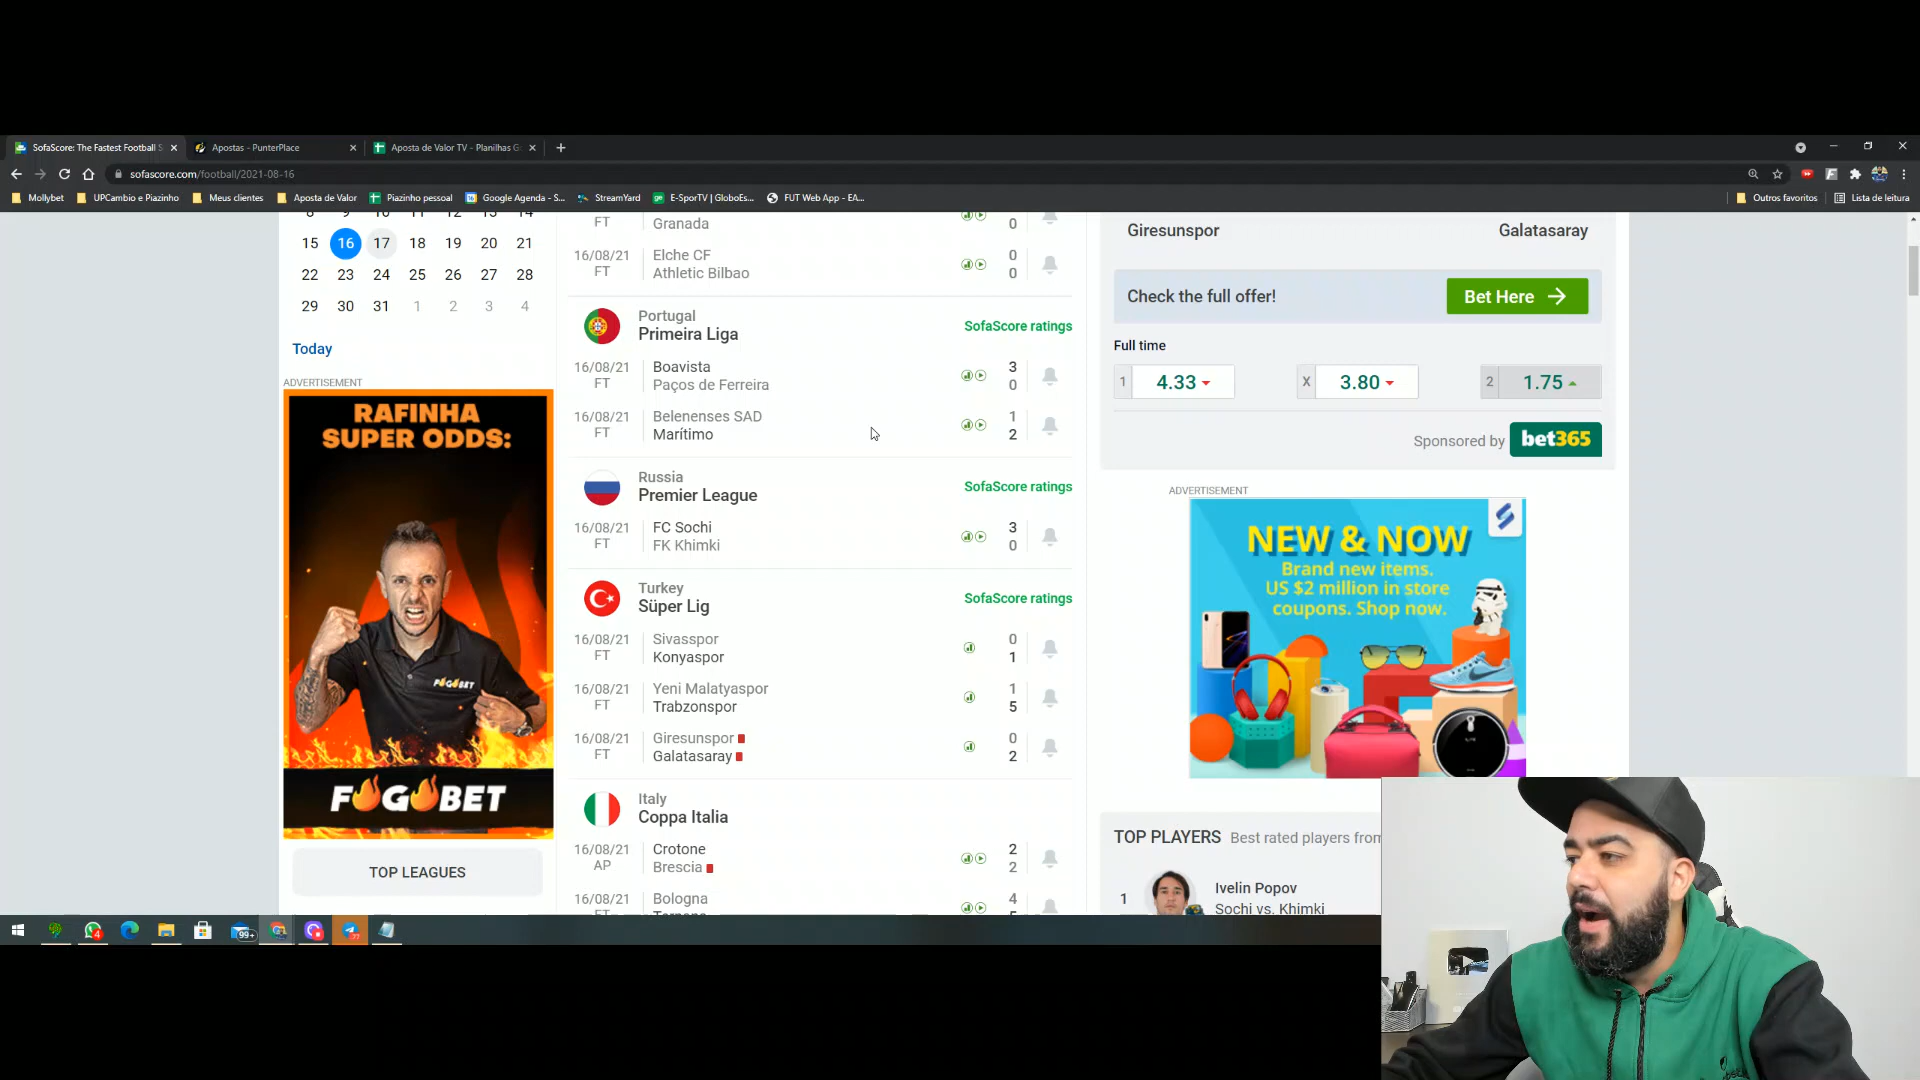 SofaScore: The Fastest Football S
Apostas - PunterPlace
Aposta de Valor TV - Planilhas G
sofascore.com/football/2021-08-16
Mollybet
UPCambio e Piazinho
Meus clientes
Aposta de Valor
Piazinho pessoal
Google Agenda - S...
StreamYard
E-SporTV | GloboEs...
FUT Web App - EA...
Outros favoritos
Lista de leitura
8 9 10 11 12 13 14
15 16 17 18 19 20 21
22 23 24 25 26 27 28
29 30 31 1 2 3 4
Today
ADVERTISEMENT
RAFINHA
SUPER ODDS:
FOGOBET
FOGOBET
TOP LEAGUES
FT Granada 0
16/08/21 Elche CF 0
FT Athletic Bilbao 0
Portugal
Primeira Liga SofaScore ratings
16/08/21 Boavista 3
FT Paços de Ferreira 0
16/08/21 Belenenses SAD 1
FT Marítimo 2
Russia
Premier League SofaScore ratings
16/08/21 FC Sochi 3
FT FK Khimki 0
Turkey
Süper Lig SofaScore ratings
16/08/21 Sivasspor 0
FT Konyaspor 1
16/08/21 Yeni Malatyaspor 1
FT Trabzonspor 5
16/08/21 Giresunspor 0
FT Galatasaray 2
Italy
Coppa Italia
16/08/21 Crotone 2
AP Brescia 2
16/08/21 Bologna 4
Giresunspor Galatasaray
Check the full offer! Bet Here
Full time
1 4.33 X 3.80 2 1.75
Sponsored by bet365
ADVERTISEMENT
NEW & NOW
Brand new items.
US $2 million in store
coupons. Shop now.
TOP PLAYERS Best rated players from
1 Ivelin Popov
Sochi vs. Khimki
4
99+